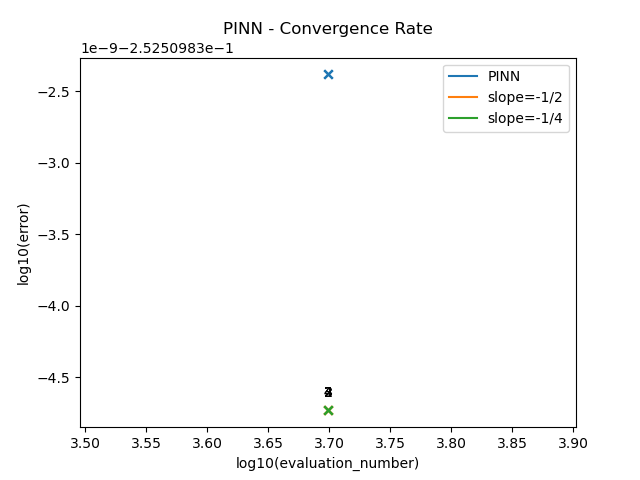 PINN - Convergence Rate
1e−9−2.5250983e−1
PINN
slope=-1/2
slope=-1/4
−2.5
−3.0
−3.5
−4.0
−4.5
log10(error)
3.50 3.55 3.60 3.65 3.70 3.75 3.80 3.85 3.90
log10(evaluation_number)